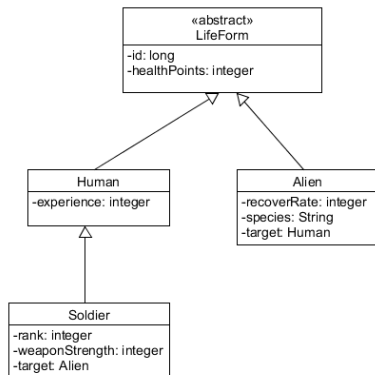 «abstract»
LifeForm
-id: long
-healthPoints: integer
Human
-experience: integer
Alien
-recoverRate: integer
-species: String
-target: Human
Soldier
-rank: integer
-weaponStrength: integer
-target: Alien